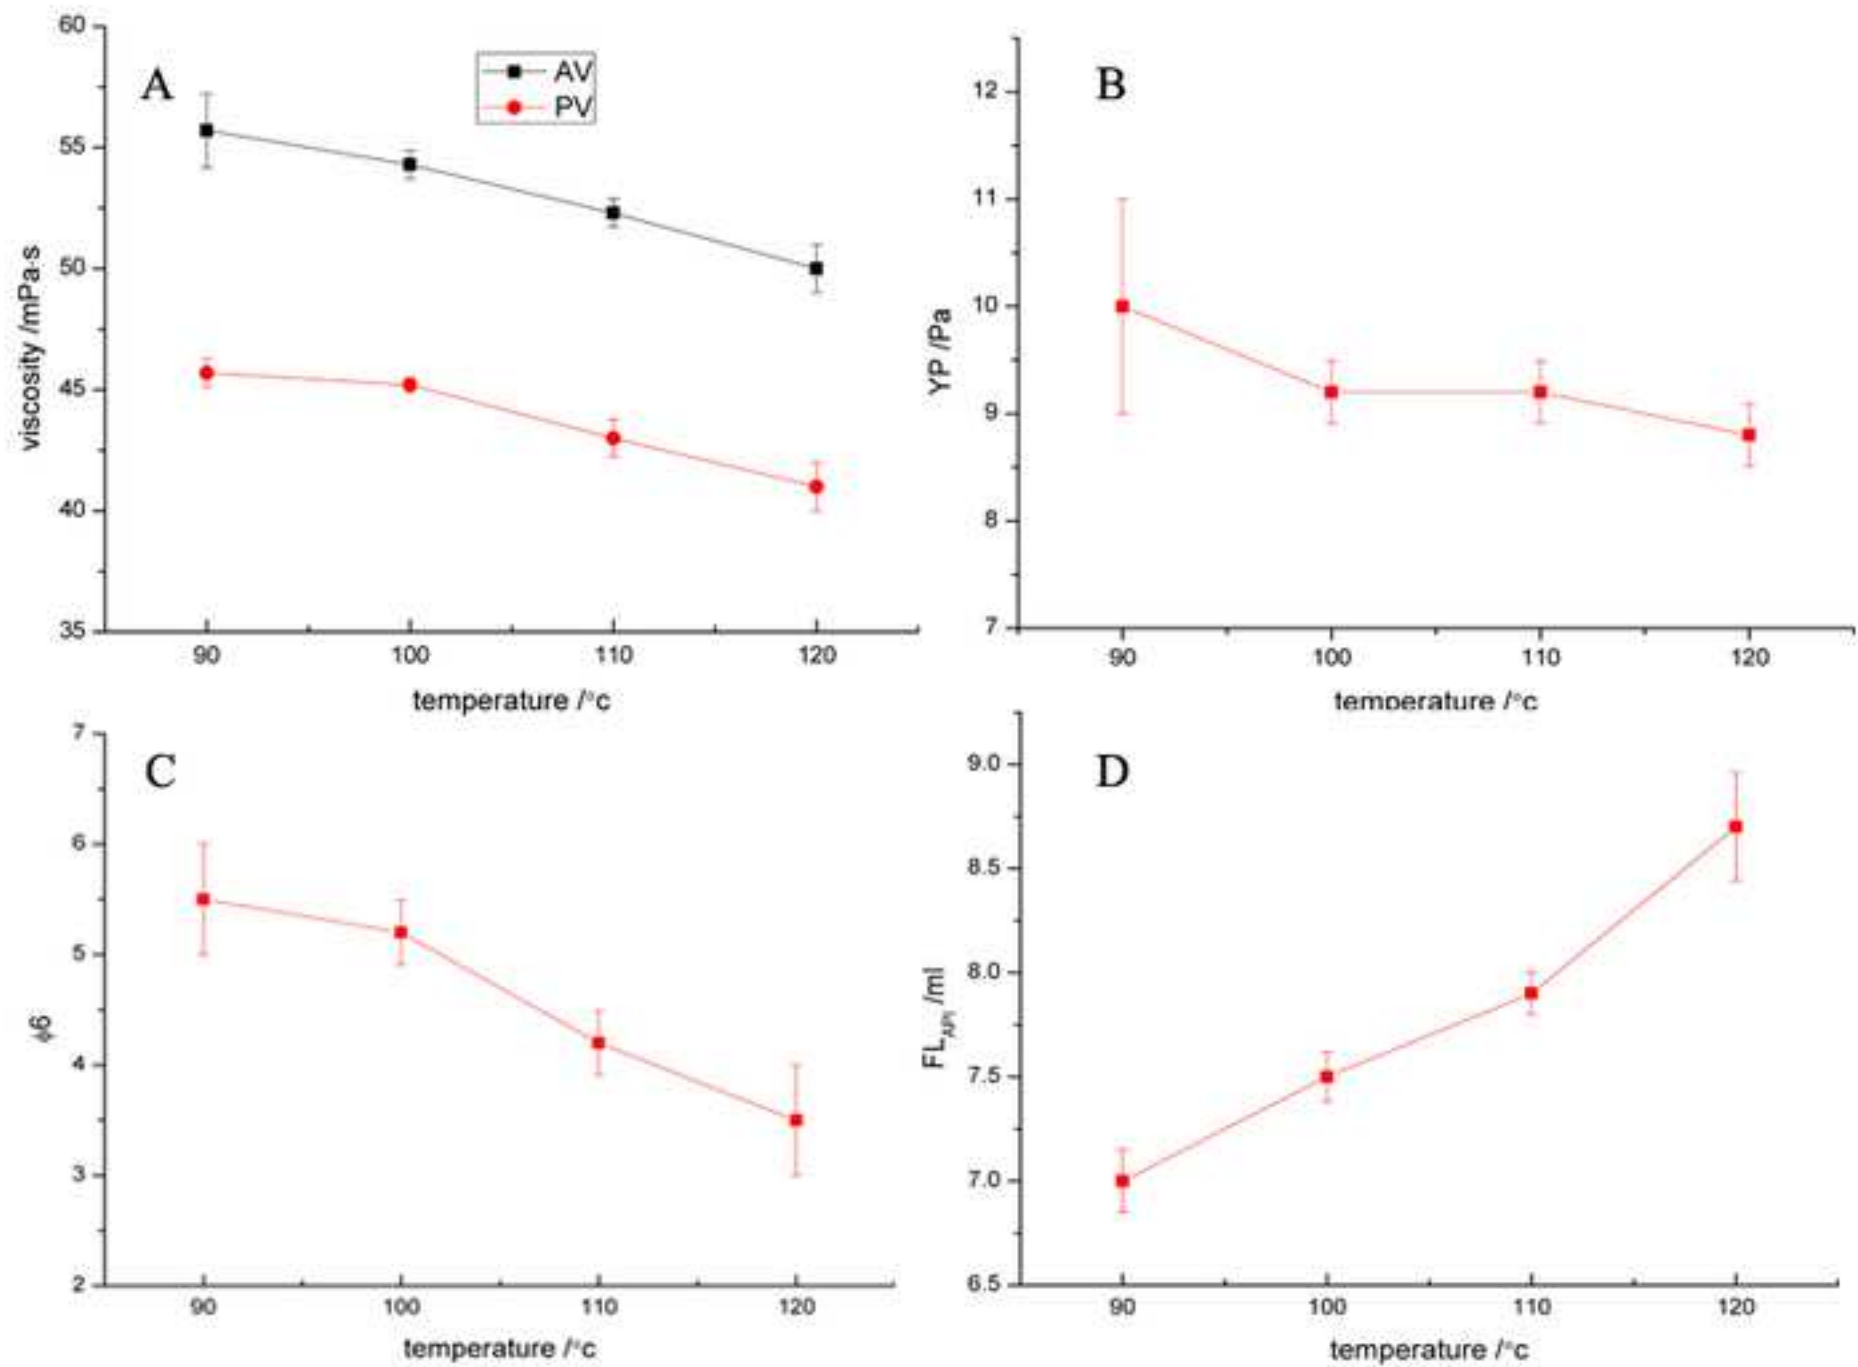 A
AV
PV
60
55
50
45
40
35
viscosity /mPa·s
90 100 110 120
temperature /°c
B
12
11
10
9
8
7
YP /Pa
90 100 110 120
temperature /°c
C
7
6
5
4
3
2
ϕ6
90 100 110 120
temperature /°c
D
9.0
8.5
8.0
7.5
7.0
6.5
FL_API /ml
90 100 110 120
temperature /°c